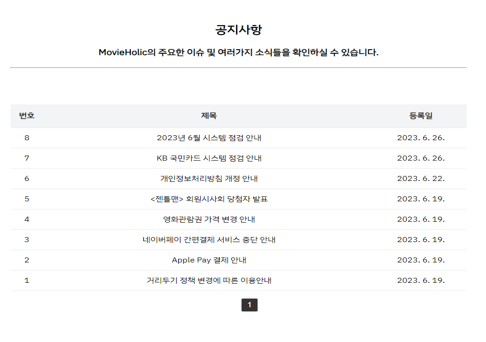 공지사항
MovieHolic의 주요한 이슈 및 여러가지 소식들을 확인하실 수 있습니다.
번호 제목 등록일
8 2023년 6월 시스템 점검 안내 2023. 6. 26.
7 KB 국민카드 시스템 점검 안내 2023. 6. 26.
6 개인정보처리방침 개정 안내 2023. 6. 22.
5 <젠틀맨> 회원시사회 당첨자 발표 2023. 6. 19.
4 영화관람권 가격 변경 안내 2023. 6. 19.
3 네이버페이 간편결제 서비스 중단 안내 2023. 6. 19.
2 Apple Pay 결제 안내 2023. 6. 19.
1 거리두기 정책 변경에 따른 이용안내 2023. 6. 19.
1